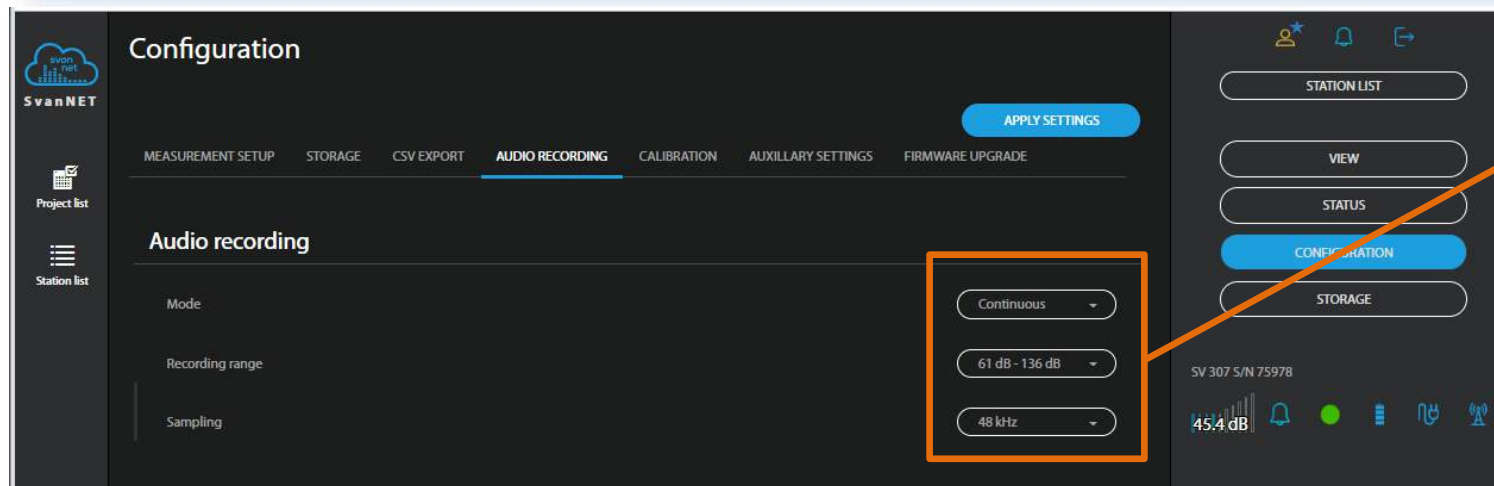 svan
net
SvanNET
Project list
Station list
Configuration
APPLY SETTINGS
MEASUREMENT SETUP STORAGE CSV EXPORT AUDIO RECORDING CALIBRATION AUXILLARY SETTINGS FIRMWARE UPGRADE
Audio recording
Mode Continuous
Recording range 61 dB - 136 dB
Sampling 48 kHz
STATION LIST
VIEW
STATUS
CONFIGURATION
STORAGE
SV 307 S/N 75978
45.4 dB